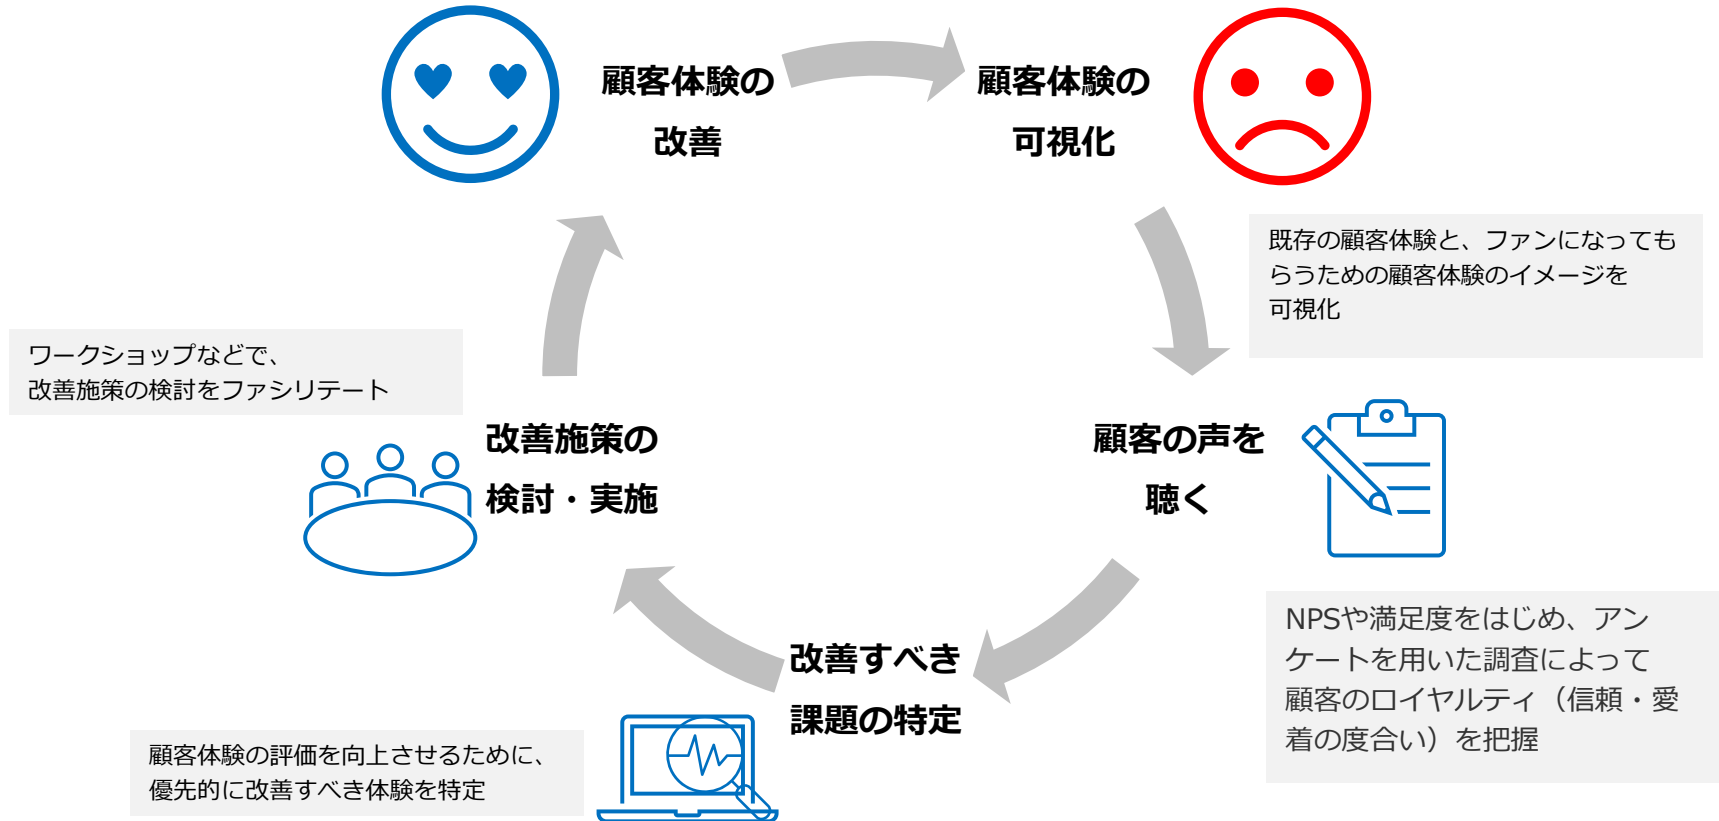 顧客体験の
改善
顧客体験の
可視化
既存の顧客体験と、ファンになっても
らうための顧客体験のイメージを
可視化
顧客の声を
聴く
NPSや満足度をはじめ、アン
ケートを用いた調査によって
顧客のロイヤルティ（信頼・愛
着の度合い）を把握
改善すべき
課題の特定
顧客体験の評価を向上させるために、
優先的に改善すべき体験を特定
改善施策の
検討・実施
ワークショップなどで、
改善施策の検討をファシリテート